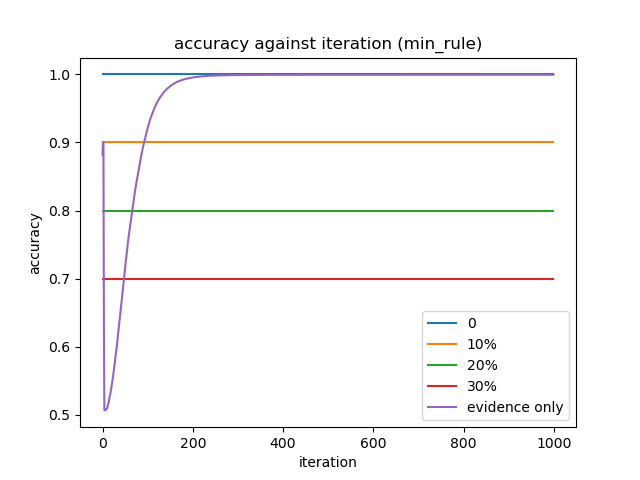 accuracy against iteration (min_rule)
1.0
0.9
0.8
0.7
0.6
0.5
accuracy
0
10%
20%
30%
evidence only
0 200 400 600 800 1000
iteration